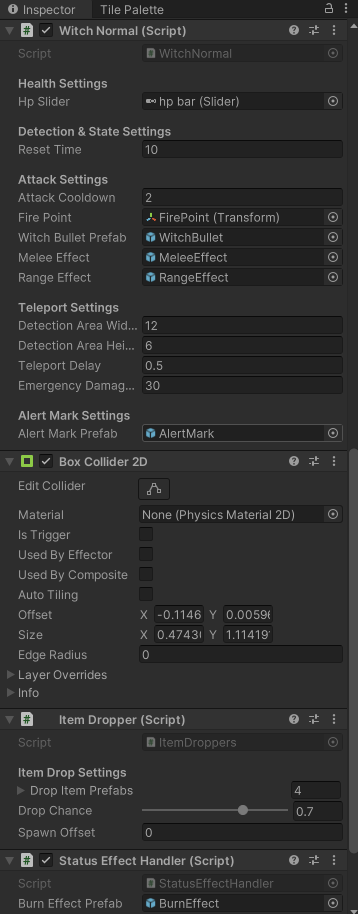 Inspector Tile Palette
Witch Normal (Script)
Script WitchNormal
Health Settings
Hp Slider hp bar (Slider)
Detection & State Settings
Reset Time 10
Attack Settings
Attack Cooldown 2
Fire Point FirePoint (Transform)
Witch Bullet Prefab WitchBullet
Melee Effect MeleeEffect
Range Effect RangeEffect
Teleport Settings
Detection Area Wid... 12
Detection Area Hei... 6
Teleport Delay 0.5
Emergency Damag... 30
Alert Mark Settings
Alert Mark Prefab AlertMark
Box Collider 2D
Edit Collider
Material None (Physics Material 2D)
Is Trigger
Used By Effector
Used By Composite
Auto Tiling
Offset X -0.1146 Y 0.0059
Size X 0.4743 Y 1.11419
Edge Radius 0
Layer Overrides
Info
Item Dropper (Script)
Script ItemDroppers
Item Drop Settings
Drop Item Prefabs 4
Drop Chance 0.7
Spawn Offset 0
Status Effect Handler (Script)
Script StatusEffectHandler
Burn Effect Prefab BurnEffect